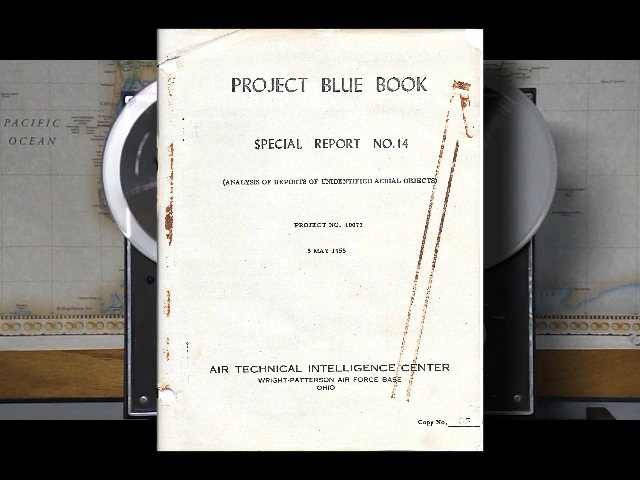 PACIFIC
OCEAN
PROJECT BLUE BOOK
SPECIAL REPORT NO. 14
(ANALYSIS OF REPORTS OF UNIDENTIFIED AERIAL OBJECTS)
PROJECT NO. 10073
5 MAY 1955
AIR TECHNICAL INTELLIGENCE CENTER
WRIGHT-PATTERSON AIR FORCE BASE
OHIO
Copy No.